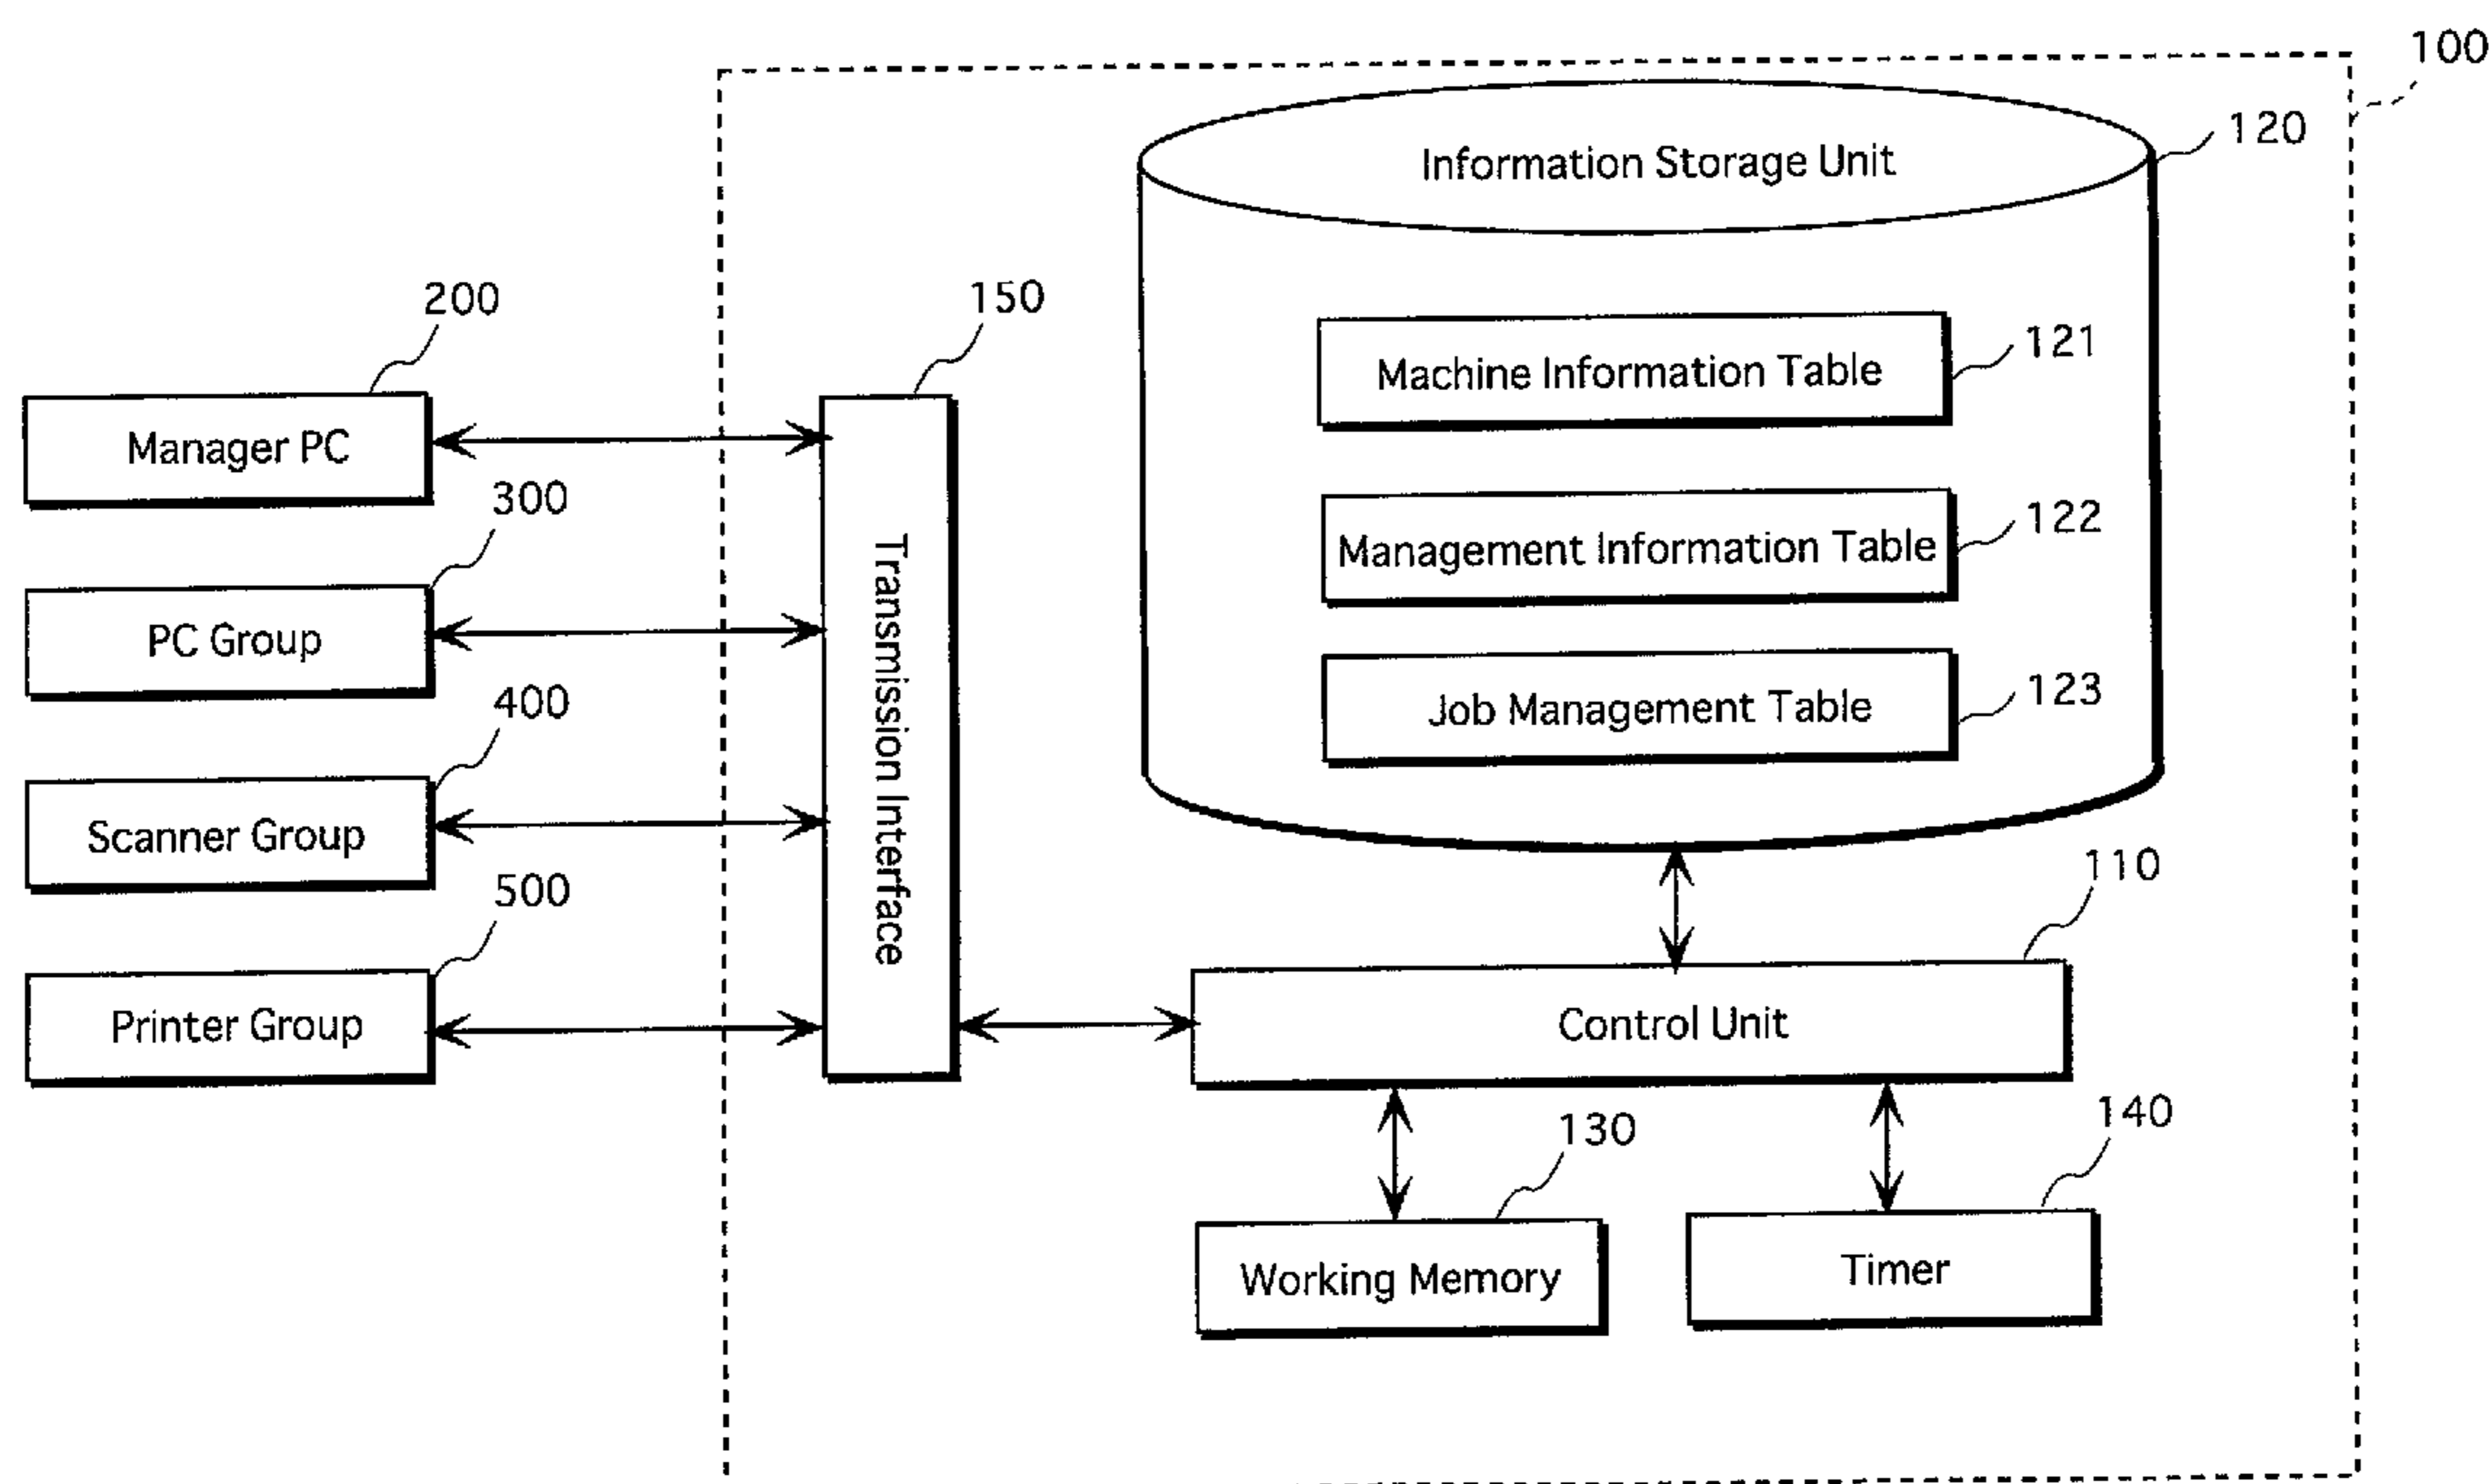 100
120
Information Storage Unit
200
150
121
Machine Information Table
Manager PC
300
122
Management Information Table
PC Group
Transmission Interface
400
123
Job Management Table
Scanner Group
500
110
Printer Group
Control Unit
130
140
Working Memory
Timer